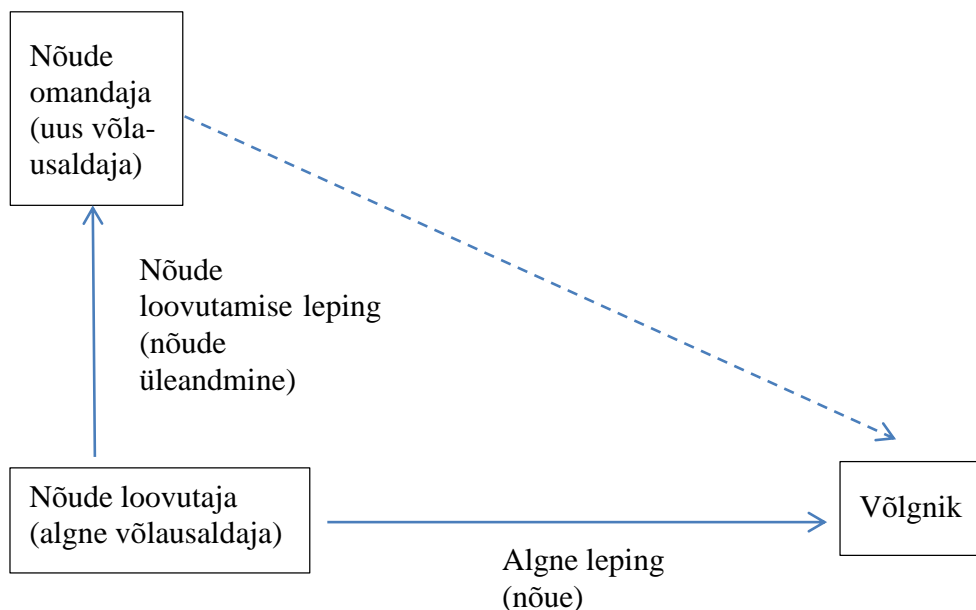 Nõude
omandaja
(uus võla-
usaldaja)
Nõude
loovutamise leping
(nõude
üleandmine)
Nõude loovutaja
(algne võlausaldaja)
Võlgnik
Algne leping
(nõue)